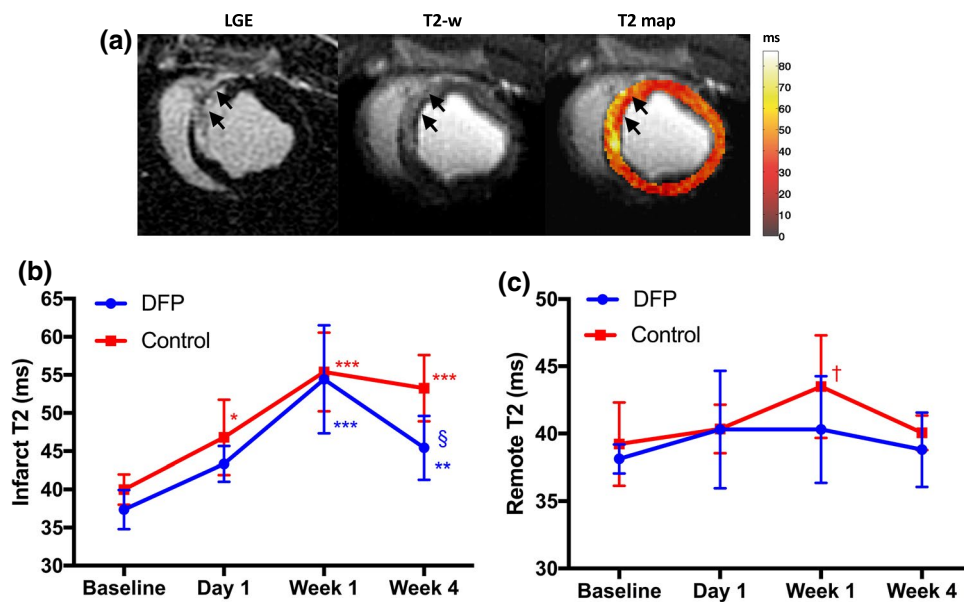 LGE
T2-w
T2 map
(a)
ms
80
70
60
50
40
30
20
10
0
(b)
65
60
55
50
45
40
35
30
Infarct T2 (ms)
DFP
Control
*
***
***
***
§
**
Baseline
Day 1
Week 1
Week 4
(c)
50
45
40
35
30
Remote T2 (ms)
DFP
Control
†
Baseline
Day 1
Week 1
Week 4